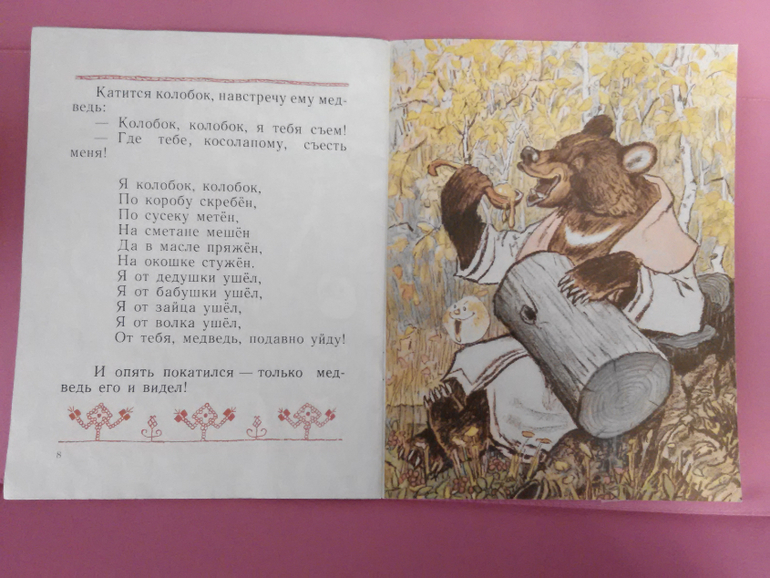 Катится колобок, навстречу ему мед-
ведь:
— Колобок, колобок, я тебя съем!
— Где тебе, косолапому, съесть
меня!
Я колобок, колобок,
По коробу скребён,
По сусеку метён,
На сметане мешён
Да в масле пряжён,
На окошке стужён.
Я от дедушки ушёл,
Я от бабушки ушёл,
Я от зайца ушёл,
Я от волка ушёл,
От тебя, медведь, подавно уйду!
И опять покатился — только мед-
ведь его и видел!
8